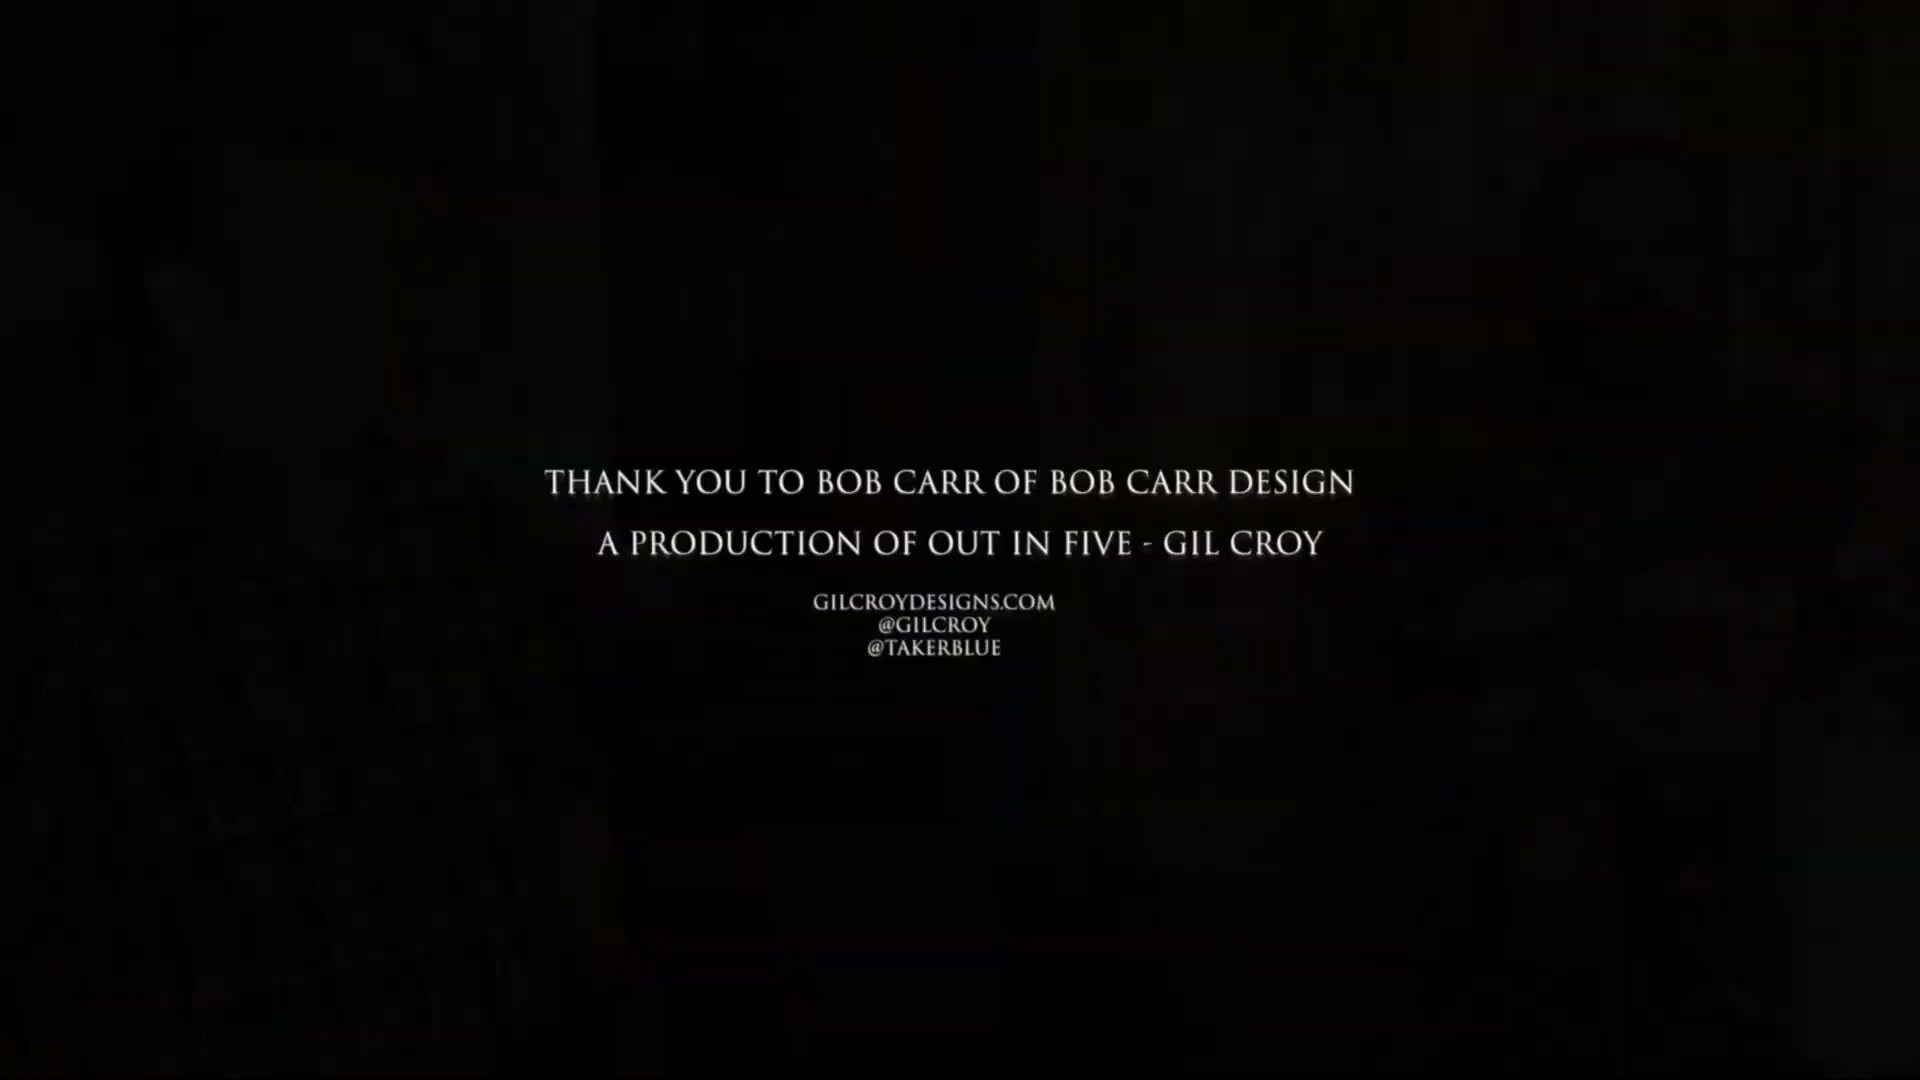 THANK YOU TO BOB CARR OF BOB CARR DESIGN
A PRODUCTION OF OUT IN FIVE - GIL CROY
GILCROYDESIGNS.COM
@GILCROY
@TAKERBLUE